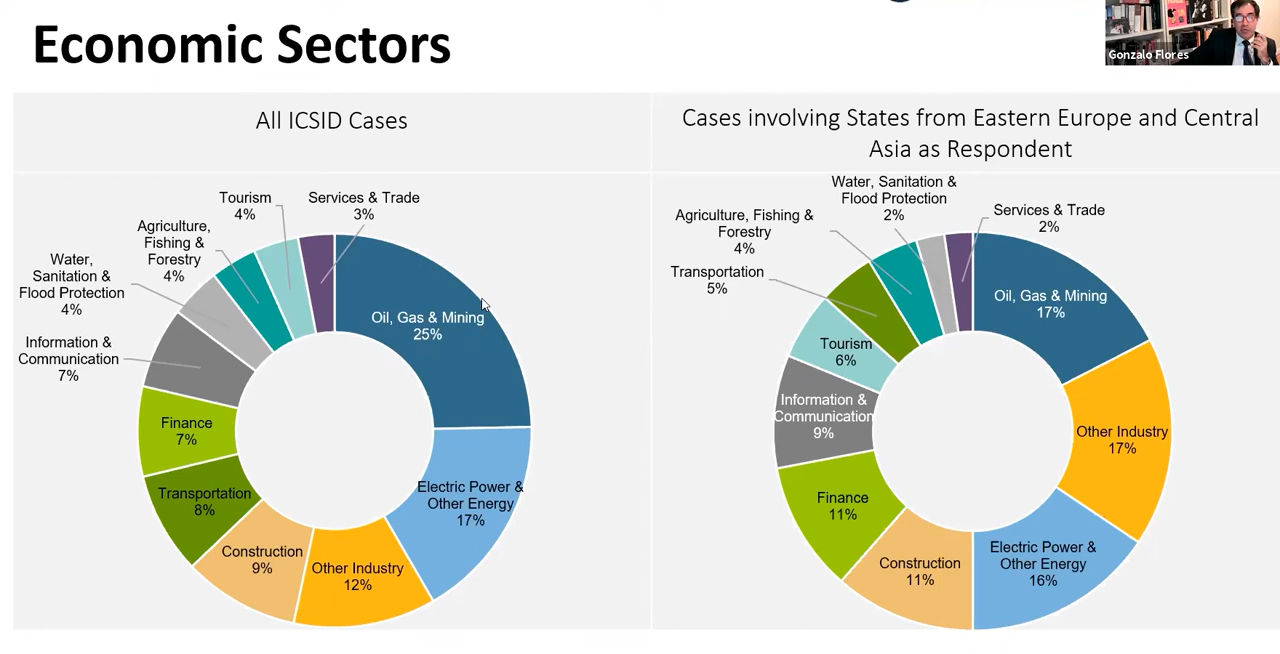 Economic Sectors
Gonzalo Flores
All ICSID Cases
Tourism
4%
Services & Trade
3%
Agriculture,
Fishing &
Forestry
4%
Water,
Sanitation &
Flood Protection
4%
Information &
Communication
7%
Finance
7%
Transportation
8%
Construction
9%
Other Industry
12%
Electric Power &
Other Energy
17%
Oil, Gas & Mining
25%
Cases involving States from Eastern Europe and Central
Asia as Respondent
Water, Sanitation &
Flood Protection
2%
Services & Trade
2%
Agriculture, Fishing &
Forestry
4%
Transportation
5%
Tourism
6%
Information &
Communication
9%
Finance
11%
Construction
11%
Electric Power &
Other Energy
16%
Other Industry
17%
Oil, Gas & Mining
17%